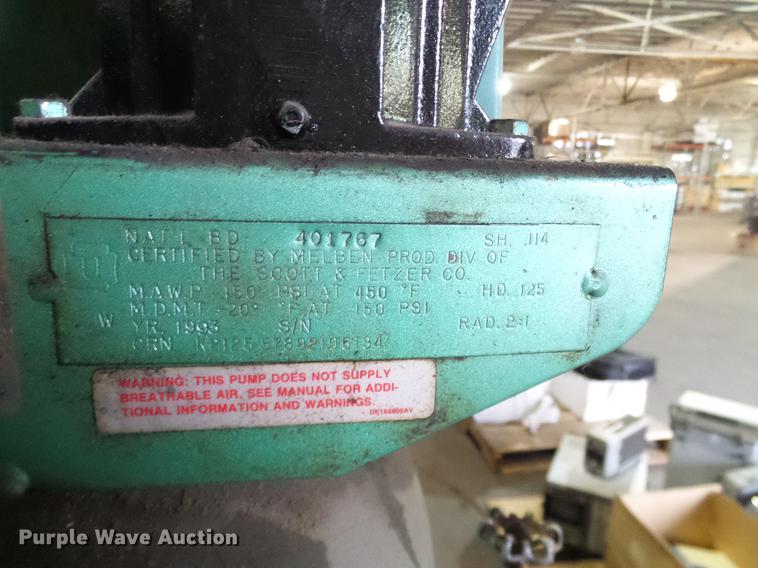 NAT'L BD 401767 SH. .114
CERTIFIED BY MELBEN PROD. DIV OF
THE SCOTT & FETZER CO.
M.A.W.P. 150 PSI AT 450 °F HD .125
M.D.M.T. -20° °F AT 150 PSI
W YR. 1993 S/N RAD. 2:1
CRN
WARNING: THIS PUMP DOES NOT SUPPLY
BREATHABLE AIR. SEE MANUAL FOR ADDI-
TIONAL INFORMATION AND WARNINGS.
Purple Wave Auction